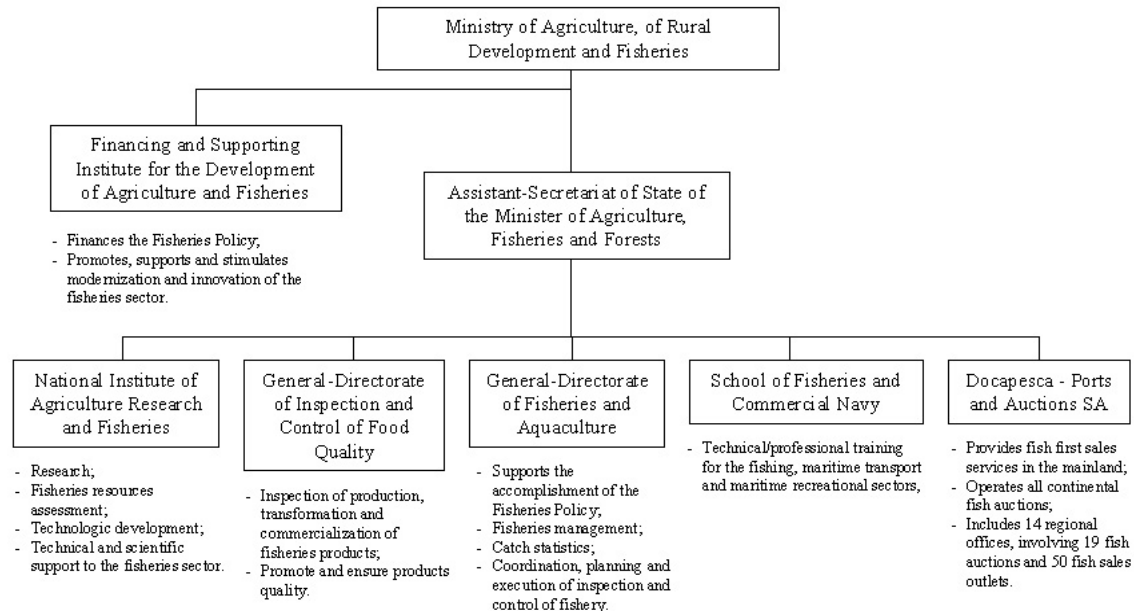 Ministry of Agriculture, of Rural
Development and Fisheries
Financing and Supporting
Institute for the Development
of Agriculture and Fisheries
- Finances the Fisheries Policy;
- Promotes, supports and stimulates
modernization and innovation of the
fisheries sector.
Assistant-Secretariat of State of
the Minister of Agriculture,
Fisheries and Forests
National Institute of
Agriculture Research
and Fisheries
- Research;
- Fisheries resources
assessment;
- Technologic development;
- Technical and scientific
support to the fisheries sector.
General-Directorate
of Inspection and
Control of Food
Quality
- Inspection of production,
transformation and
commercialization of
fisheries products;
- Promote and ensure products
quality.
General-Directorate
of Fisheries and
Aquaculture
- Supports the
accomplishment of the
Fisheries Policy;
- Fisheries management;
- Catch statistics;
- Coordination, planning and
execution of inspection and
control of fishery.
School of Fisheries and
Commercial Navy
- Technical/professional training
for the fishing, maritime transport
and maritime recreational sectors,
Docapesca - Ports
and Auctions SA
- Provides fish first sales
services in the mainland;
- Operates all continental
fish auctions;
- Includes 14 regional
offices, involving 19 fish
auctions and 50 fish sales
outlets.